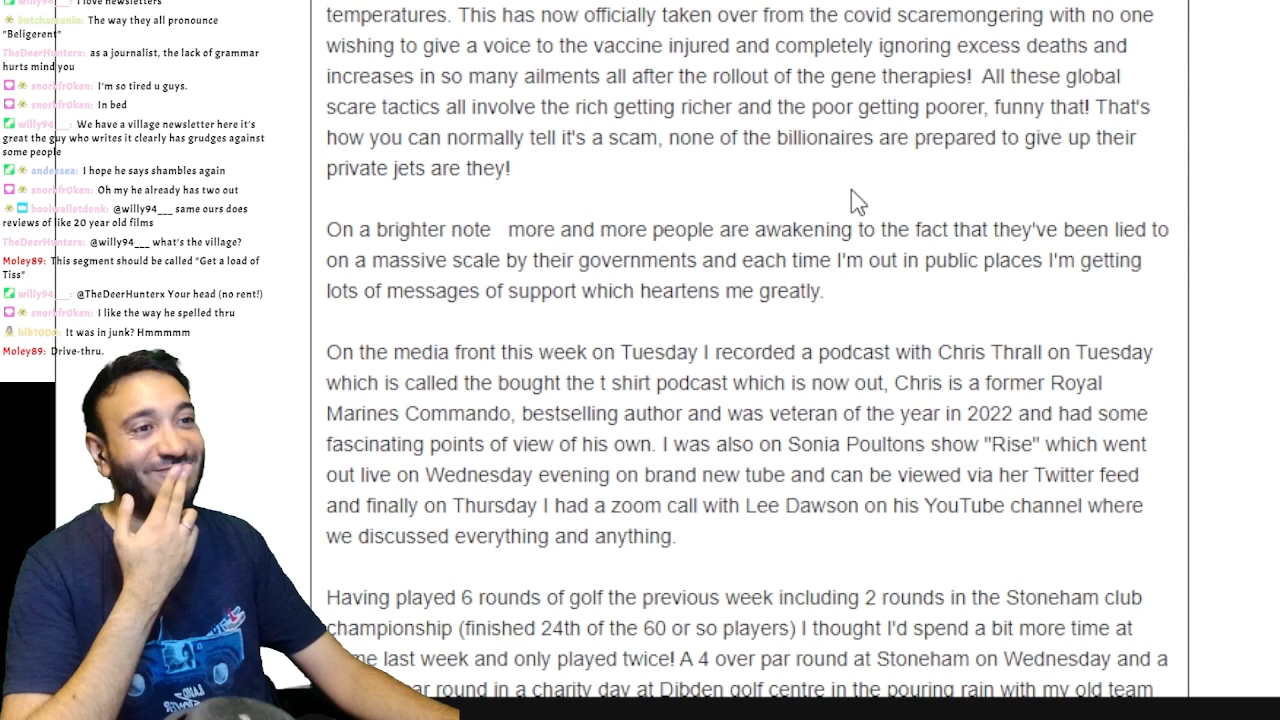 willy94___: I love newsletters
The way they all pronounce
"Beligerent"
TheDeerHunterx: as a journalist, the lack of grammar
hurts mind you
snorkfr0ken: I'm so tired u guys.
snorkfr0ken: In bed
willy94___: We have a village newsletter here it's
great the guy who writes it clearly has grudges against
some people
andeesea: I hope he says shambles again
snorkfr0ken: Oh my he already has two out
bootwalletdonk: @willy94___ same ours does
reviews of like 20 year old films
TheDeerHunterx: @willy94___ what's the village?
Moley89: This segment should be called "Get a load of
Tiss"
willy94___: @TheDeerHunterx Your head (no rent!)
snorkfr0ken: I like the way he spelled thru
It was in junk? Hmmmmm
Moley89: Drive-thru.
temperatures. This has now officially taken over from the covid scaremongering with no one
wishing to give a voice to the vaccine injured and completely ignoring excess deaths and
increases in so many ailments all after the rollout of the gene therapies!  All these global
scare tactics all involve the rich getting richer and the poor getting poorer, funny that! That's
how you can normally tell it's a scam, none of the billionaires are prepared to give up their
private jets are they!
On a brighter note   more and more people are awakening to the fact that they've been lied to
on a massive scale by their governments and each time I'm out in public places I'm getting
lots of messages of support which heartens me greatly.
On the media front this week on Tuesday I recorded a podcast with Chris Thrall on Tuesday
which is called the bought the t shirt podcast which is now out, Chris is a former Royal
Marines Commando, bestselling author and was veteran of the year in 2022 and had some
fascinating points of view of his own. I was also on Sonia Poultons show "Rise" which went
out live on Wednesday evening on brand new tube and can be viewed via her Twitter feed
and finally on Thursday I had a zoom call with Lee Dawson on his YouTube channel where
we discussed everything and anything.
Having played 6 rounds of golf the previous week including 2 rounds in the Stoneham club
championship (finished 24th of the 60 or so players) I thought I'd spend a bit more time at
last week and only played twice! A 4 over par round at Stoneham on Wednesday and a
round in a charity day at Dibden golf centre in the pouring rain with my old team